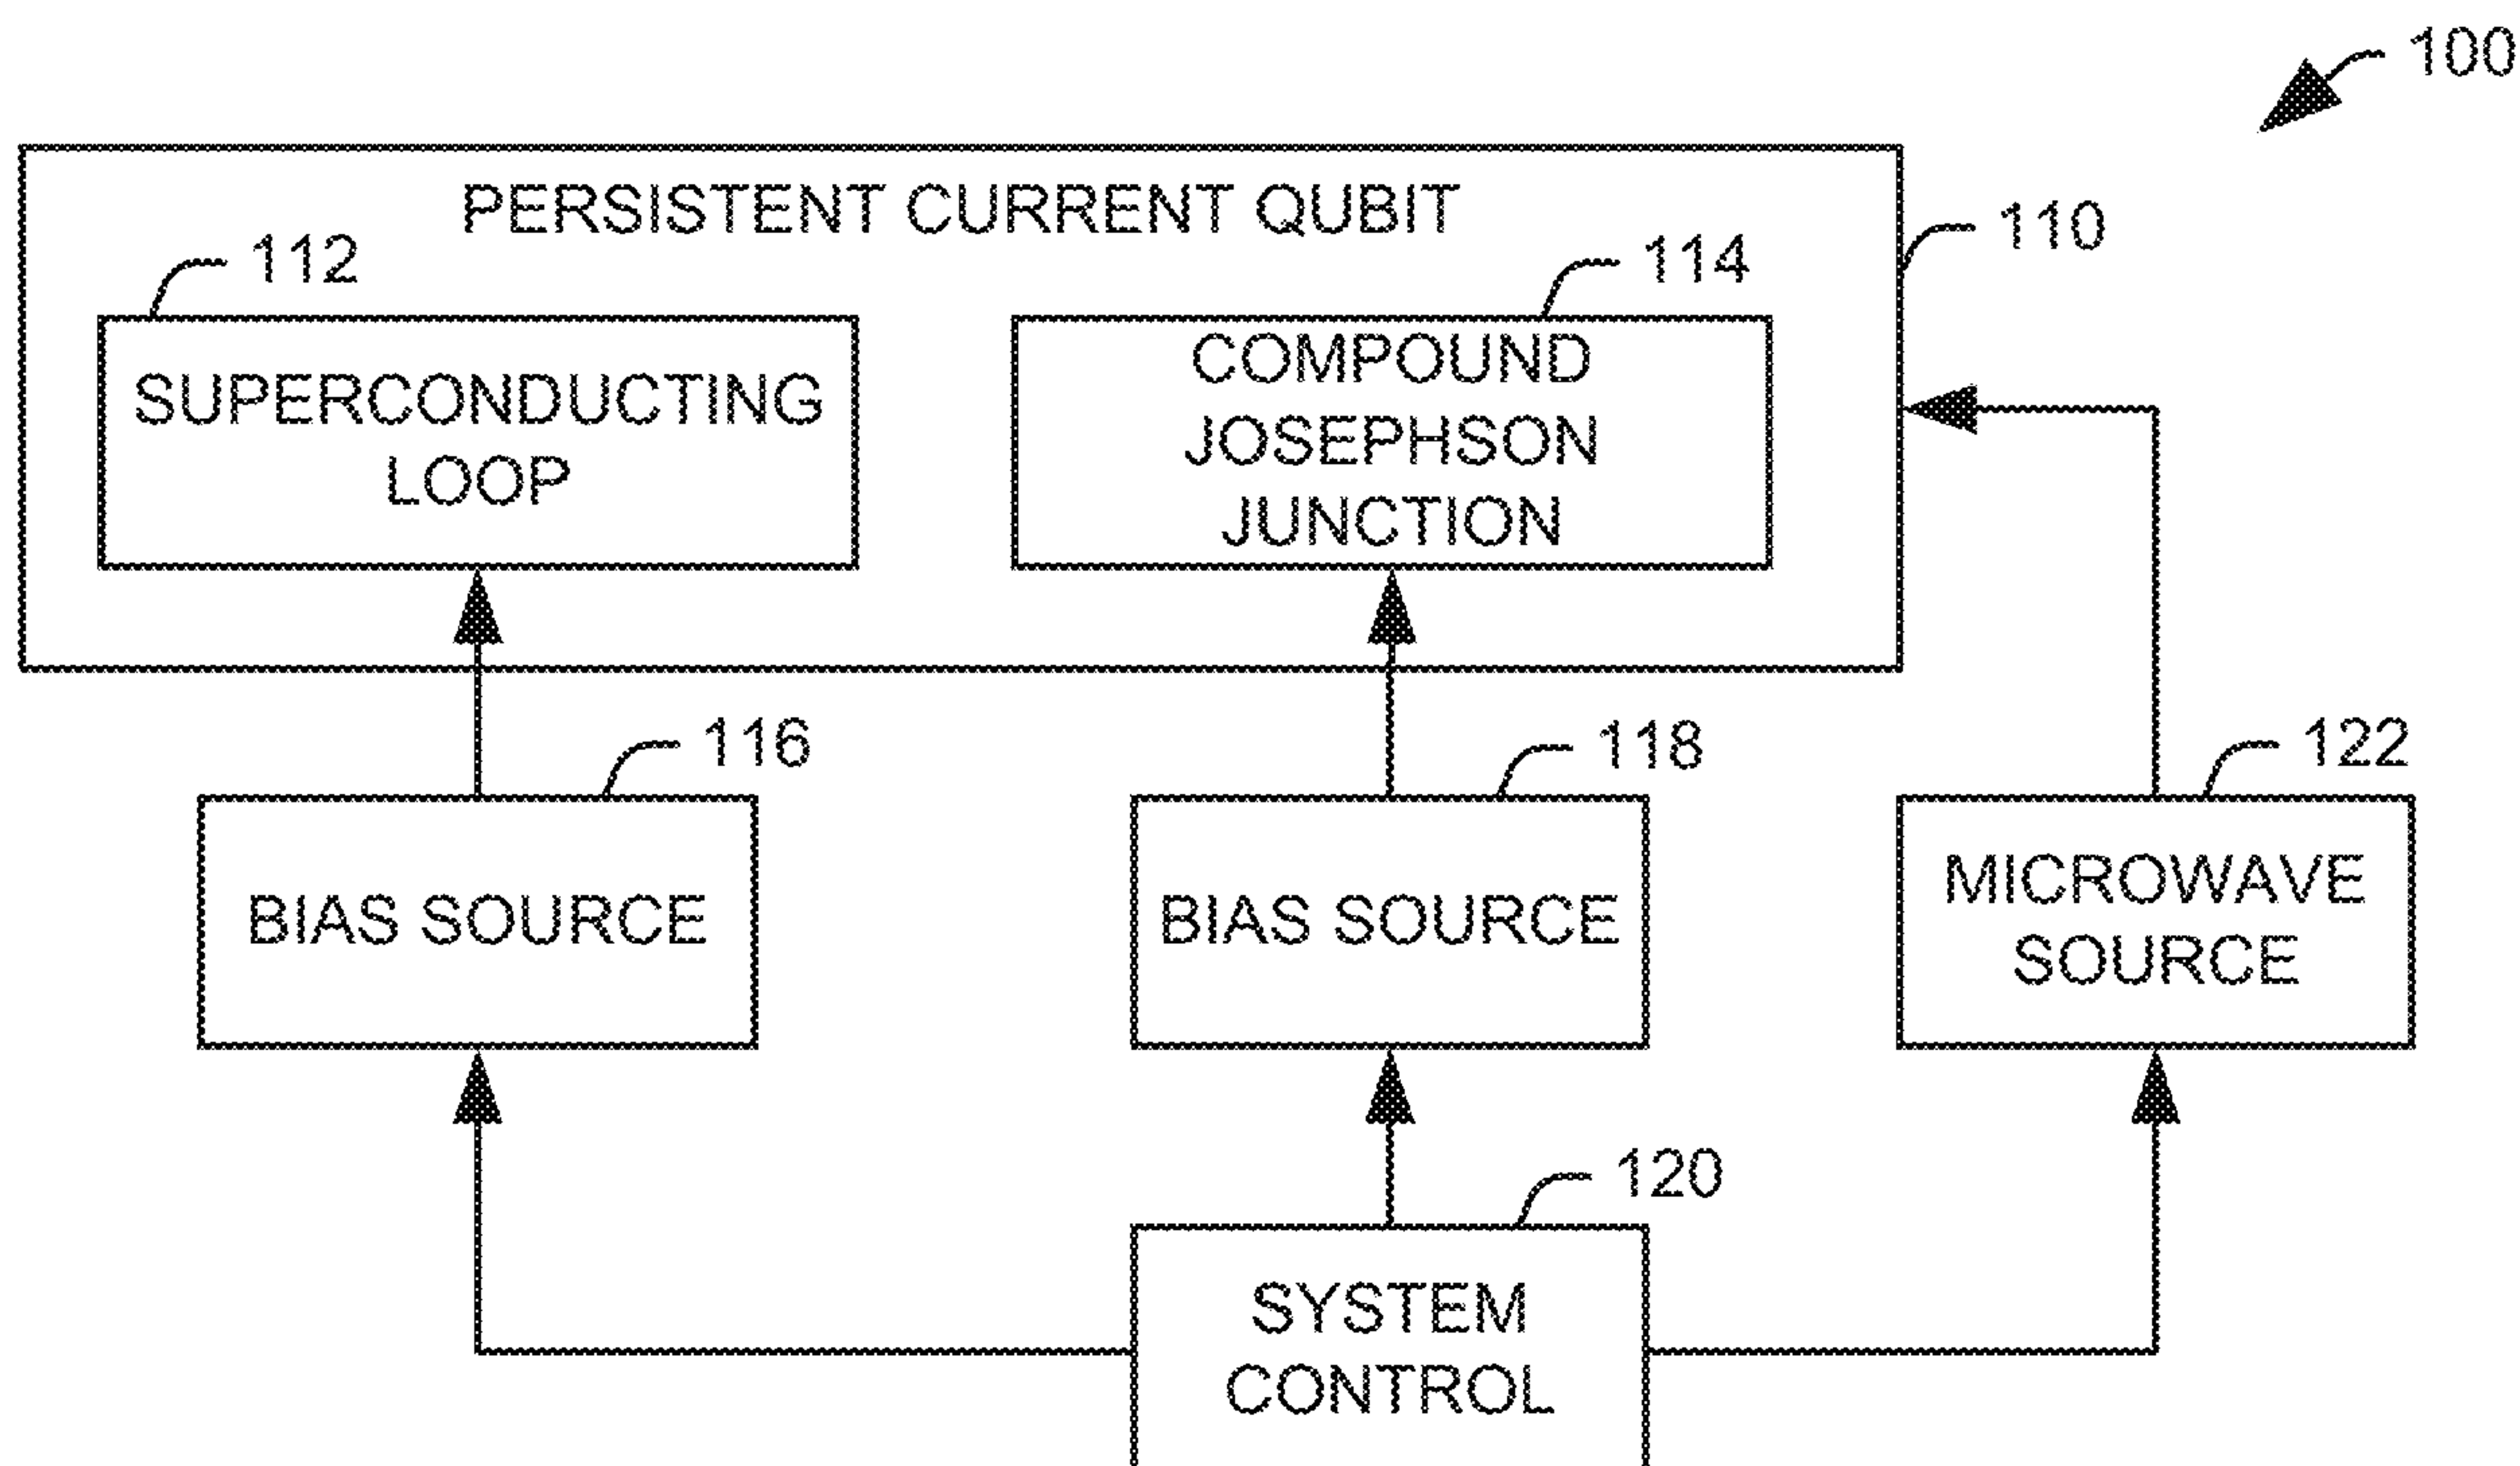 100
PERSISTENT CURRENT QUBIT
110
112
114
SUPERCONDUCTING
LOOP
COMPOUND
JOSEPHSON
JUNCTION
116
118
122
BIAS SOURCE
BIAS SOURCE
MICROWAVE
SOURCE
120
SYSTEM
CONTROL